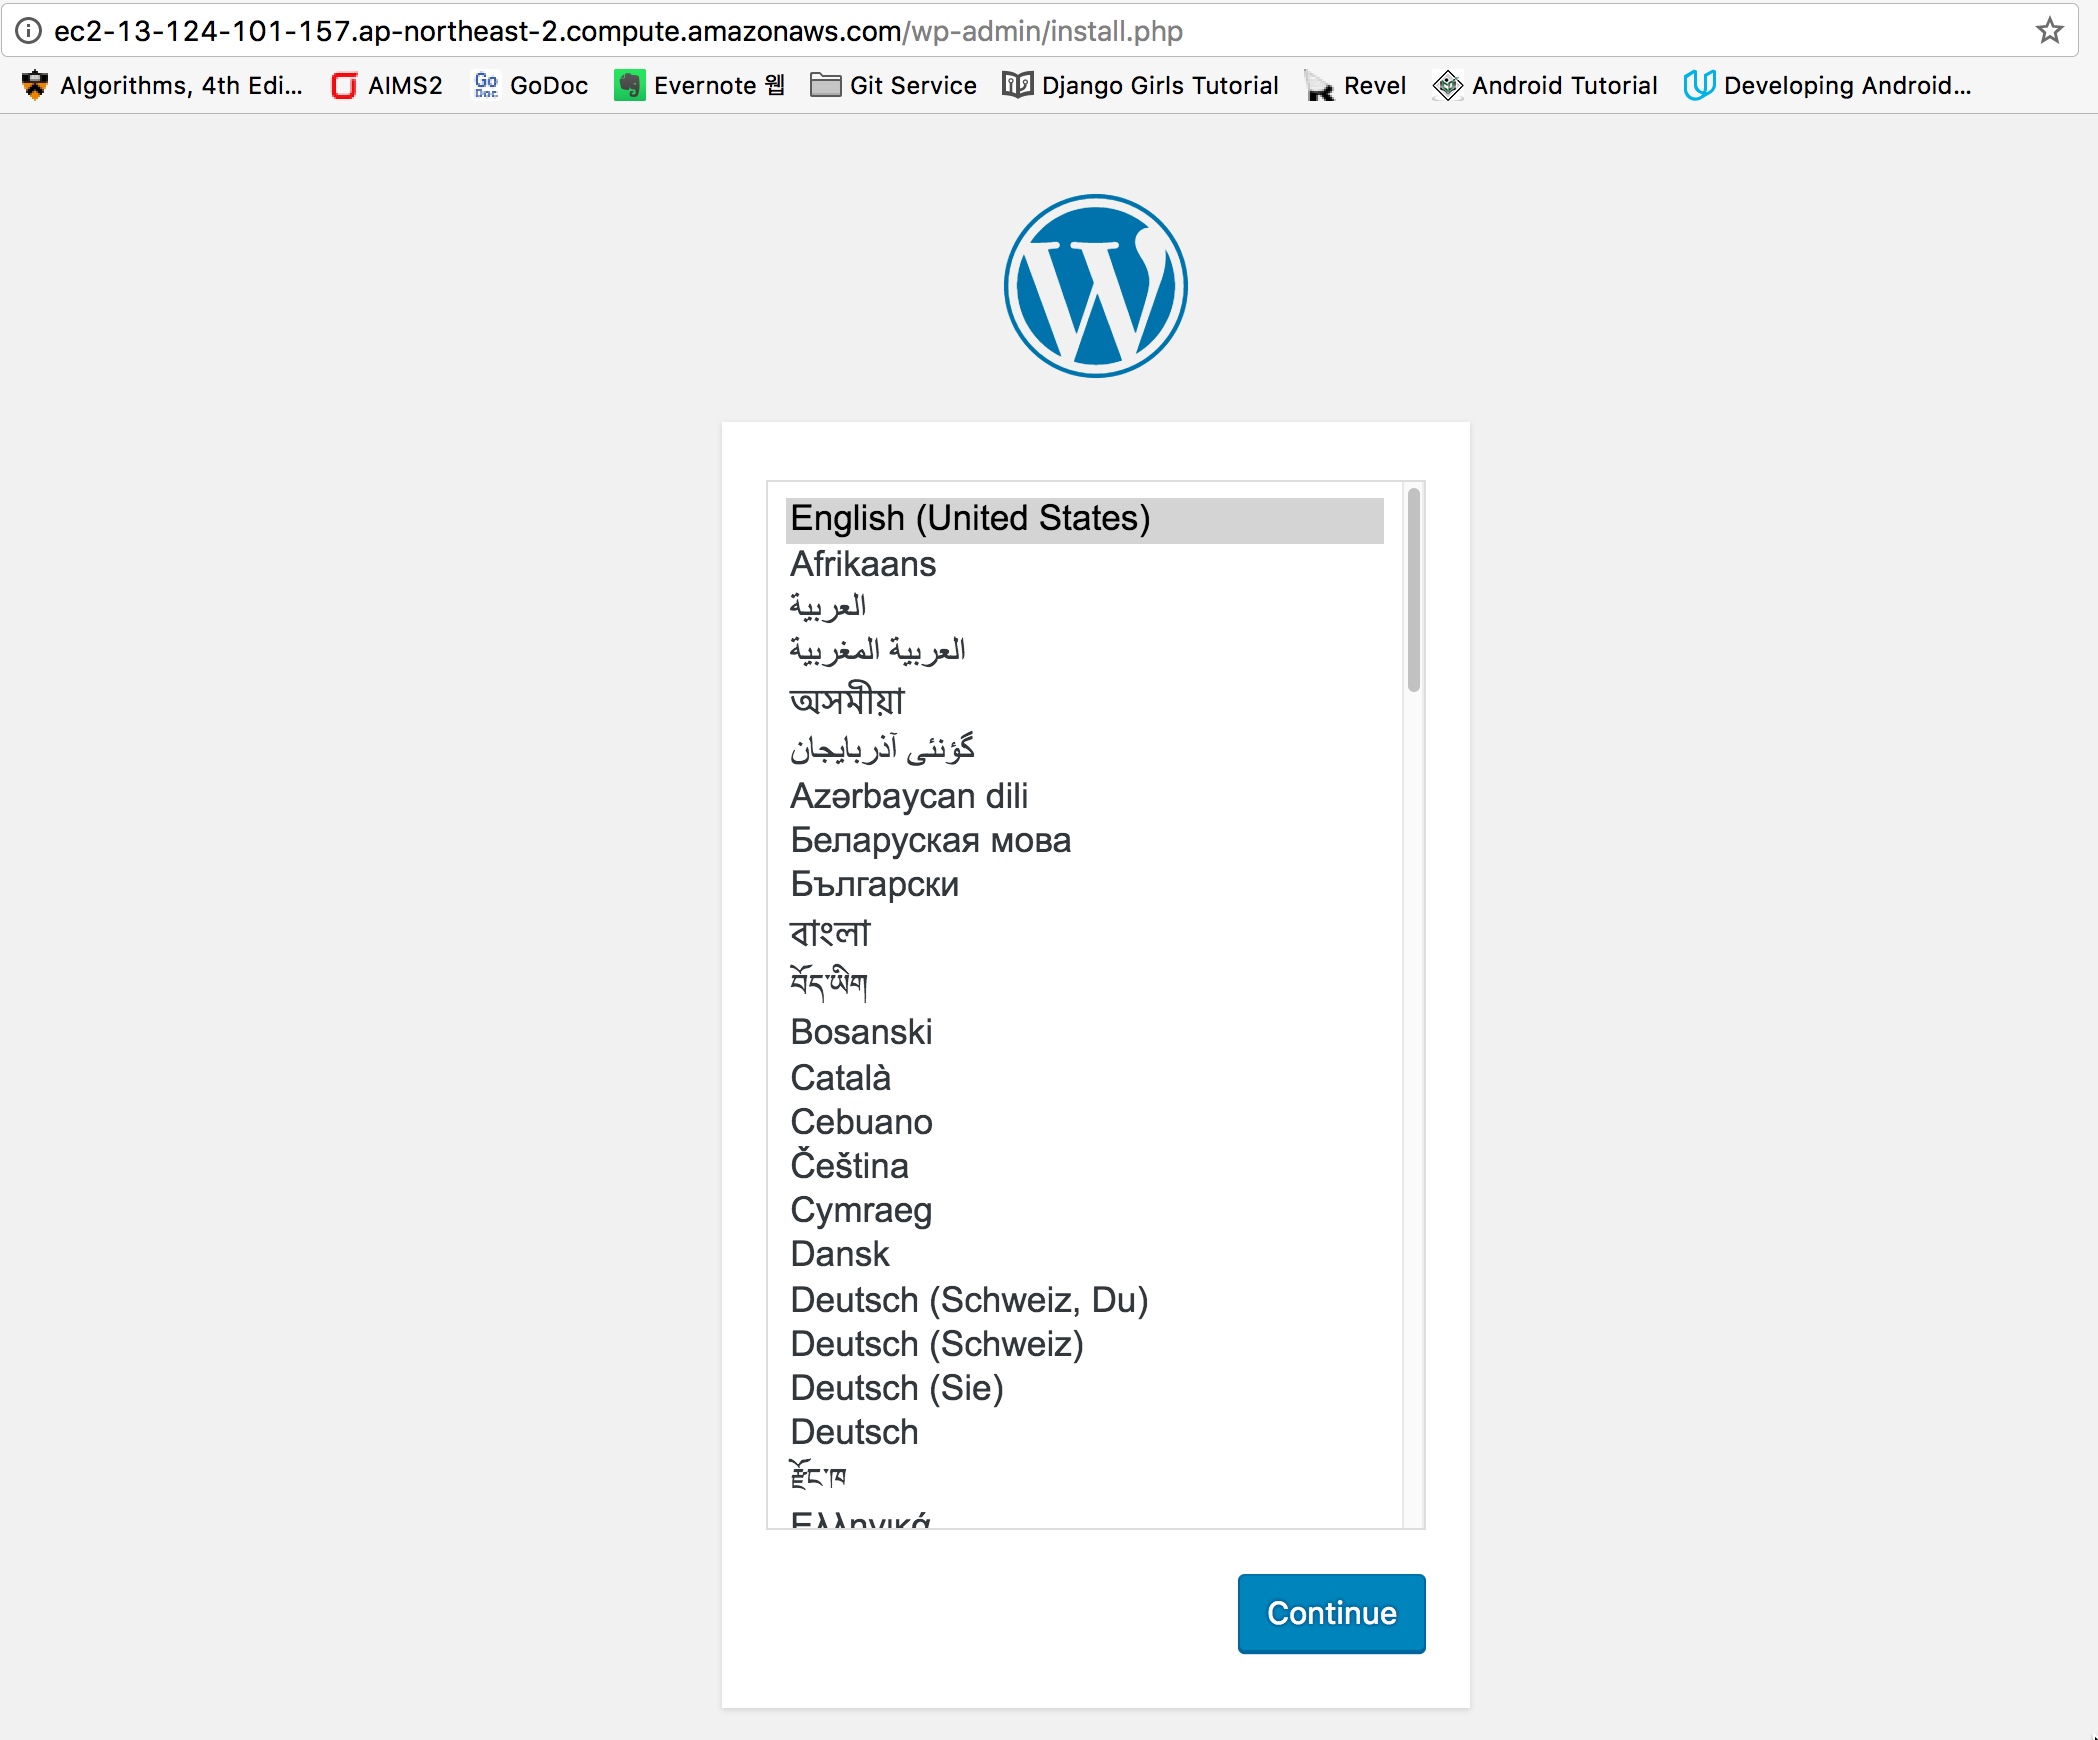 ec2-13-124-101-157.ap-northeast-2.compute.amazonaws.com/wp-admin/install.php
Algorithms, 4th Edi... AIMS2 Go Doc GoDoc Evernote 웹 Git Service Django Girls Tutorial Revel Android Tutorial Developing Android...
English (United States)
Afrikaans
العربية
العربية المغربية
অসমীয়া
گؤنئی آذربایجان
Azərbaycan dili
Беларуская мова
Български
বাংলা
བོད་ཡིག
Bosanski
Català
Cebuano
Čeština
Cymraeg
Dansk
Deutsch (Schweiz, Du)
Deutsch (Schweiz)
Deutsch (Sie)
Deutsch
རྫོང་ཁ
Ελληνικά
Continue